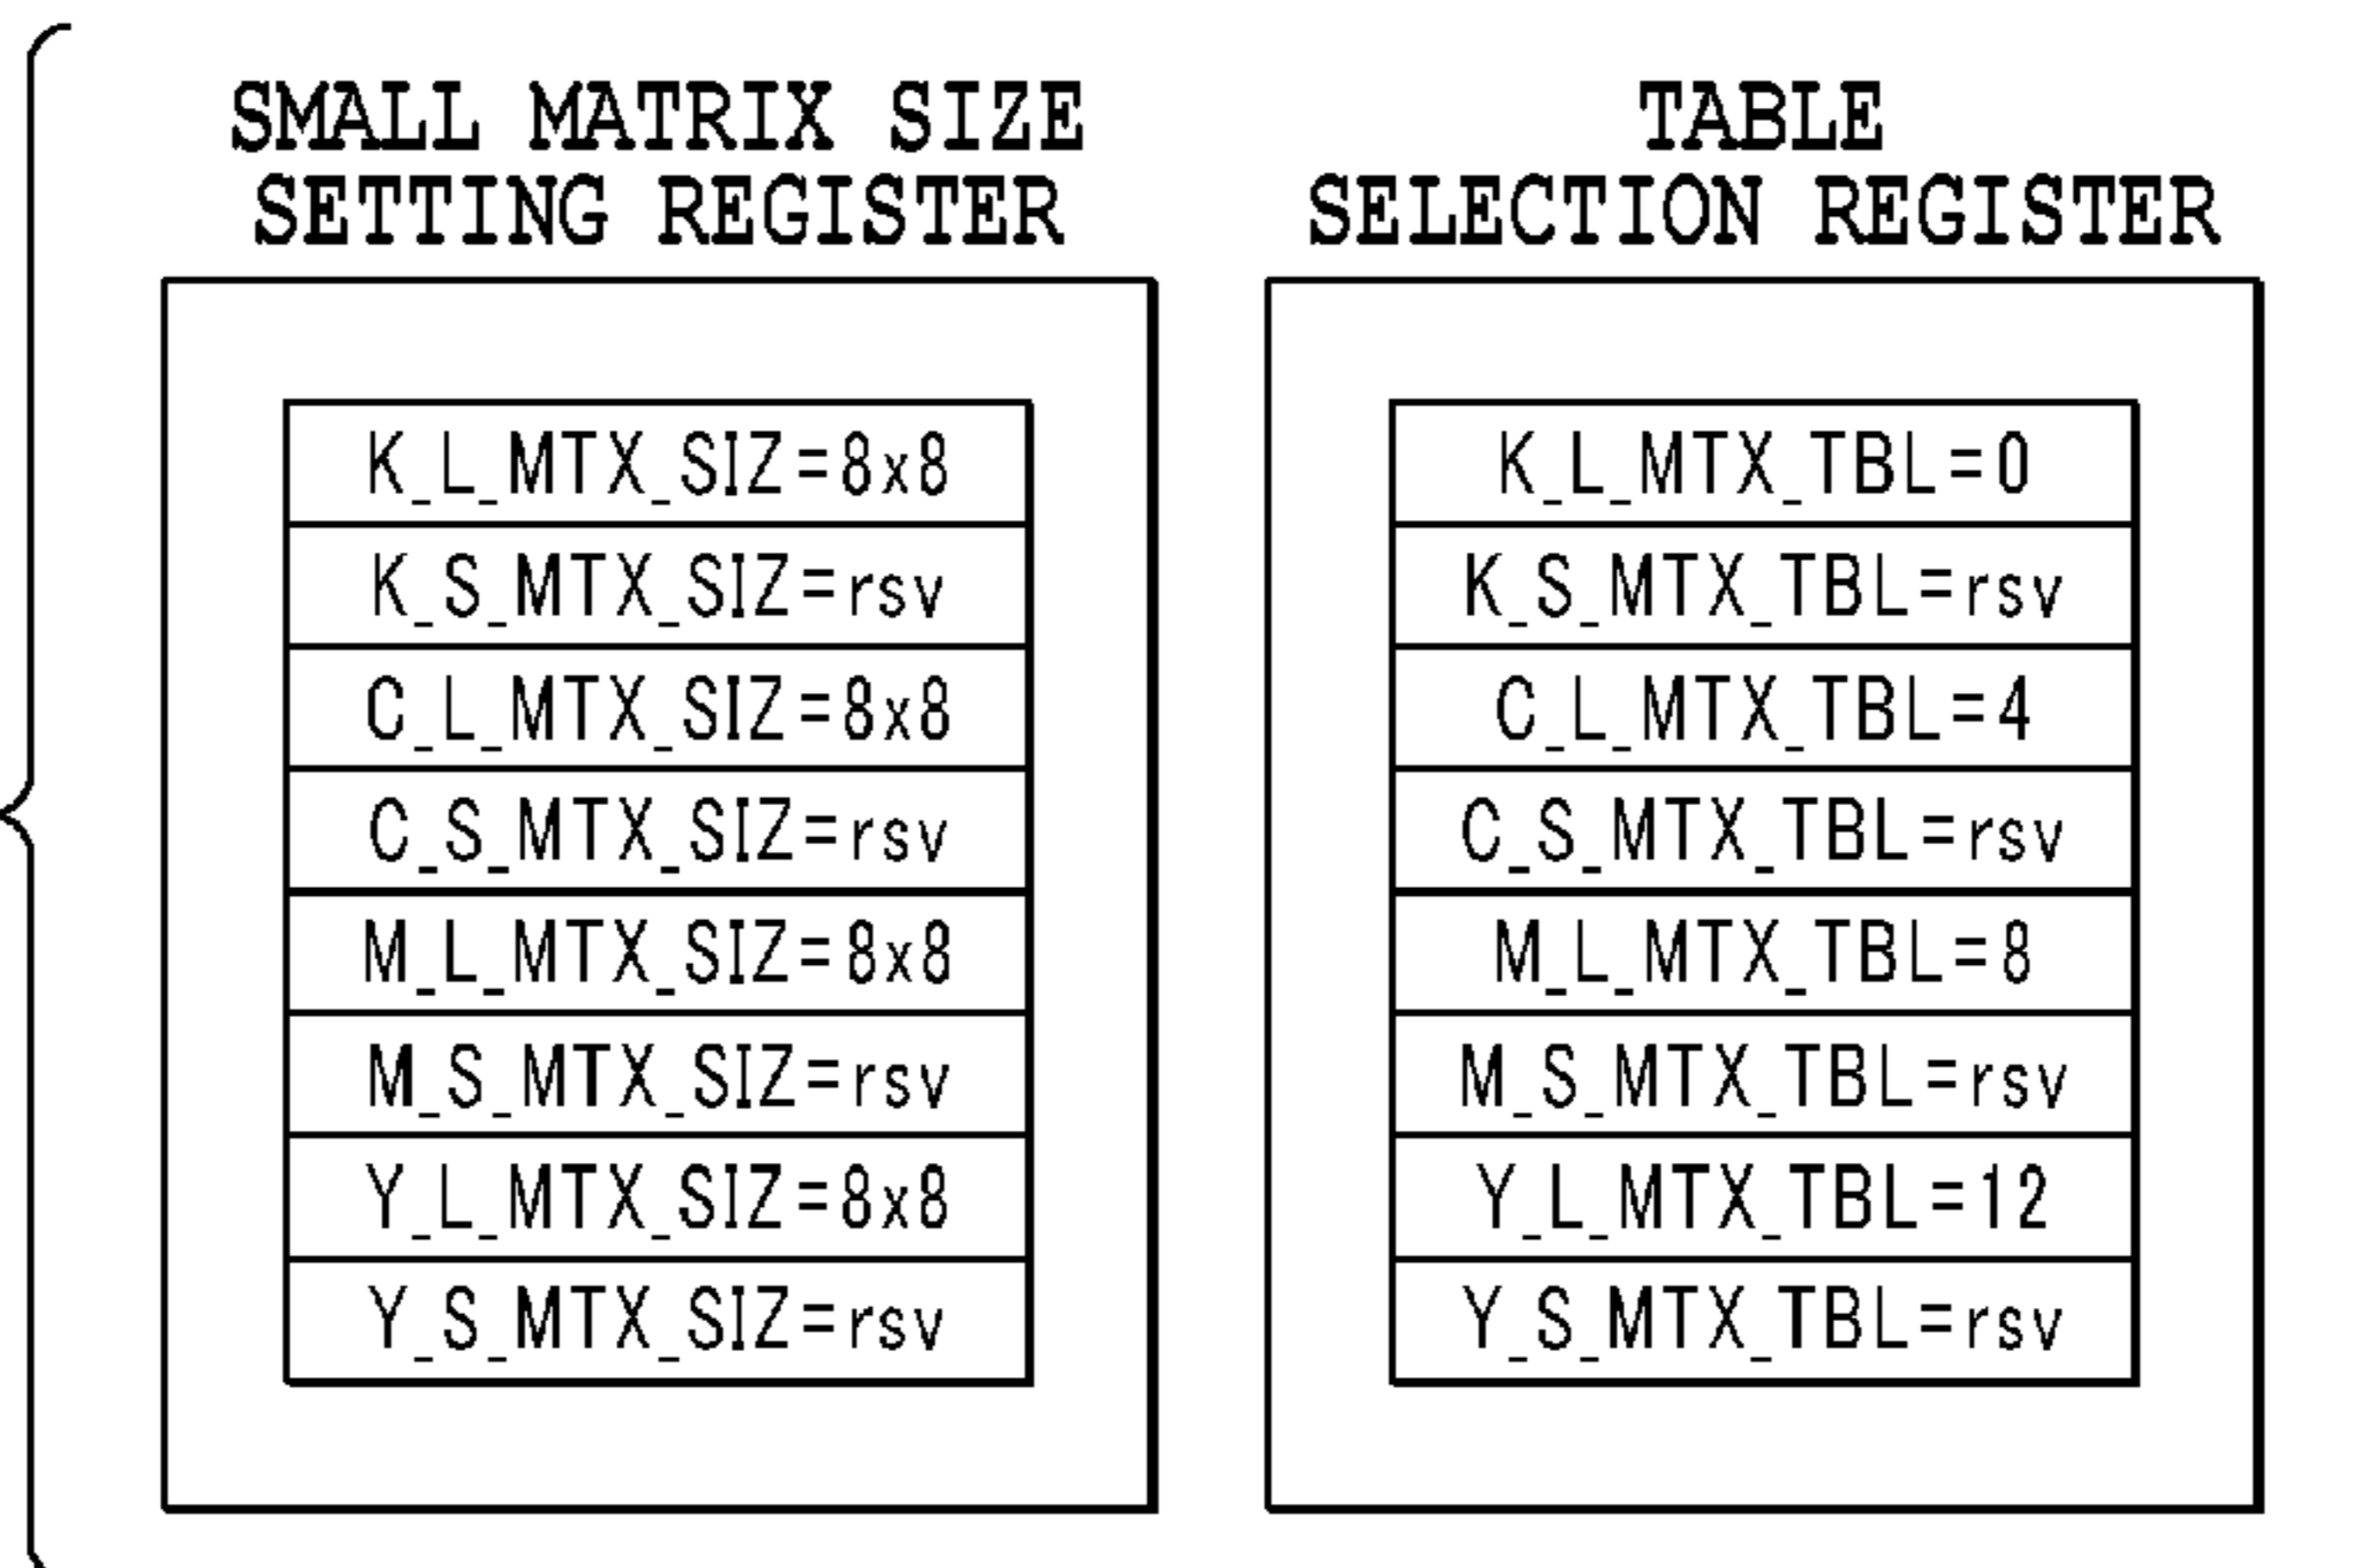 SMALL MATRIX SIZE
SETTING REGISTER
K_L_MTX_SIZ=8x8
K_S_MTX_SIZ=rsv
C_L_MTX_SIZ=8x8
C_S_MTX_SIZ=rsv
M_L_MTX_SIZ=8x8
M_S_MTX_SIZ=rsv
Y_L_MTX_SIZ=8x8
Y_S_MTX_SIZ=rsv
TABLE
SELECTION REGISTER
K_L_MTX_TBL=0
K_S_MTX_TBL=rsv
C_L_MTX_TBL=4
C_S_MTX_TBL=rsv
M_L_MTX_TBL=8
M_S_MTX_TBL=rsv
Y_L_MTX_TBL=12
Y_S_MTX_TBL=rsv